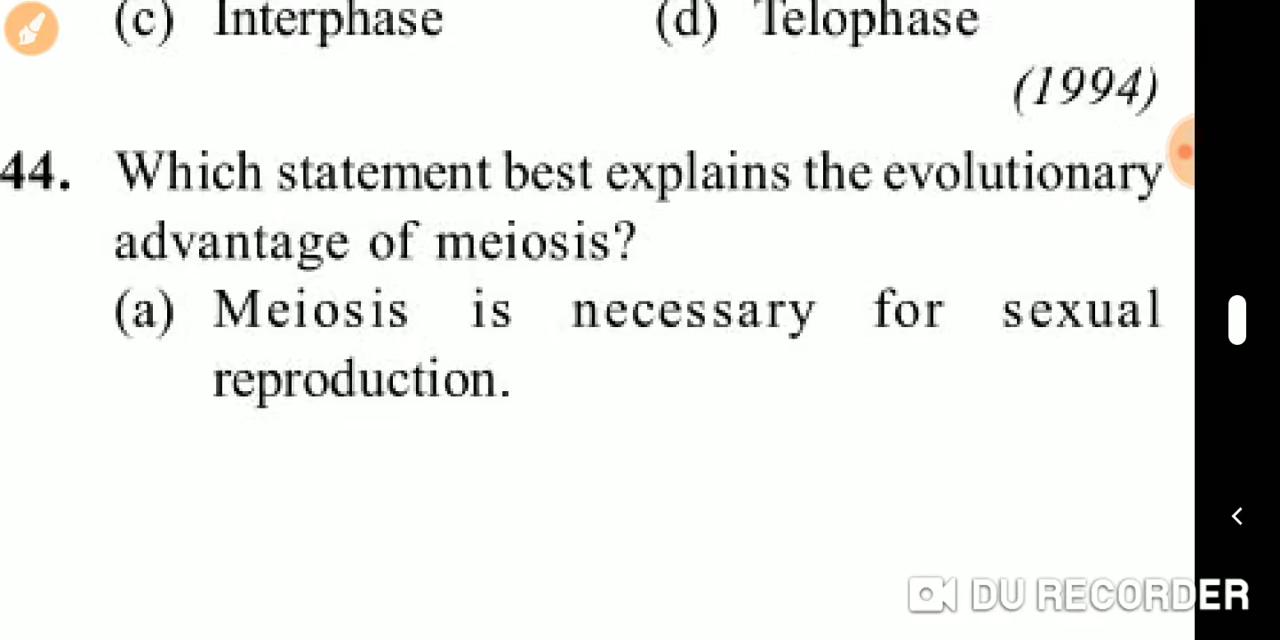 (c) Interphase (d) Telophase
(1994)
44. Which statement best explains the evolutionary
advantage of meiosis?
(a) Meiosis is necessary for sexual
reproduction.
DU RECORDER